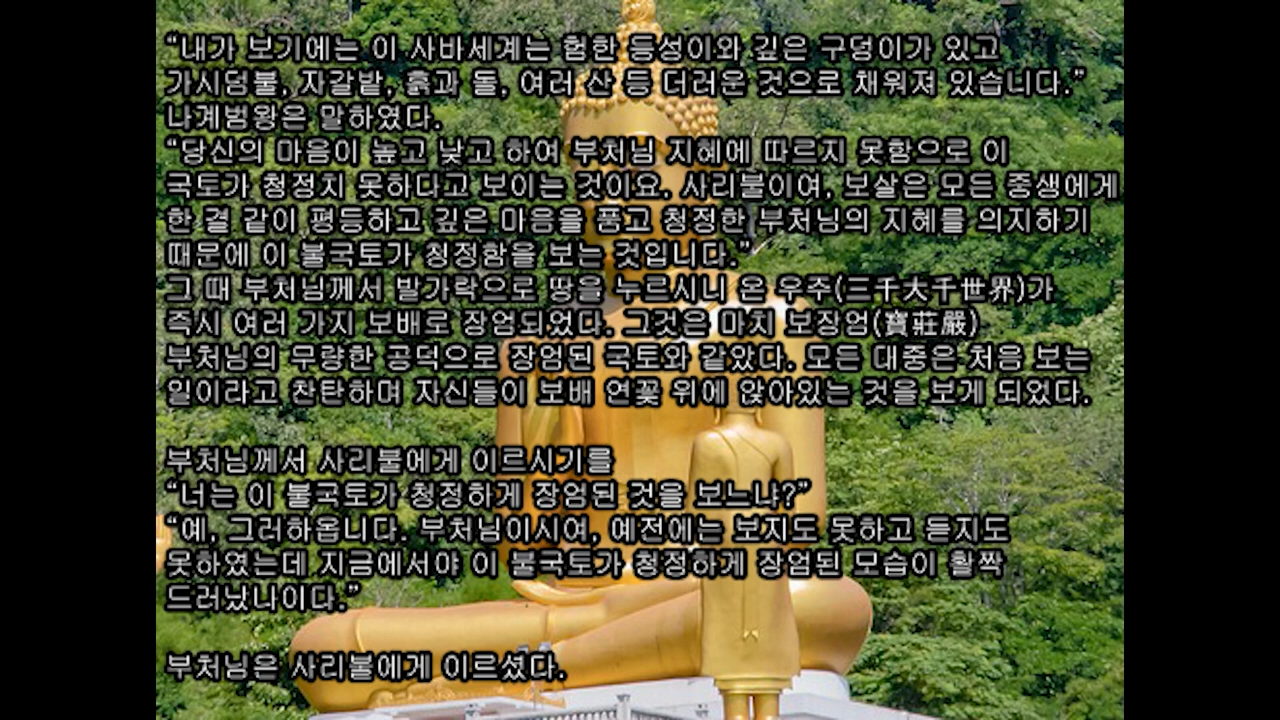 “내가 보기에는 이 사바세계는 험한 등성이와 깊은 구덩이가 있고
가시덤불, 자갈밭, 흙과 돌, 여러 산 등 더러운 것으로 채워져 있습니다.”
나계범왕은 말하였다.
“당신의 마음이 높고 낮고 하여 부처님 지혜에 따르지 못함으로 이
국토가 청정치 못하다고 보이는 것이요. 사리불이여, 보살은 모든 중생에게
한 결 같이 평등하고 깊은 마음을 품고 청정한 부처님의 지혜를 의지하기
때문에 이 불국토가 청정함을 보는 것입니다.”
그 때 부처님께서 발가락으로 땅을 누르시니 온 우주(三千大千世界)가
즉시 여러 가지 보배로 장엄되었다. 그것은 마치 보장엄(寶莊嚴)
부처님의 무량한 공덕으로 장엄된 국토와 같았다. 모든 대중은 처음 보는
일이라고 찬탄하며 자신들이 보배 연꽃 위에 앉아있는 것을 보게 되었다.
부처님께서 사리불에게 이르시기를
“너는 이 불국토가 청정하게 장엄된 것을 보느냐?”
“예, 그러하옵니다. 부처님이시여, 예전에는 보지도 못하고 듣지도
못하였는데 지금에서야 이 불국토가 청정하게 장엄된 모습이 활짝
드러났나이다.”
부처님은 사리불에게 이르셨다.